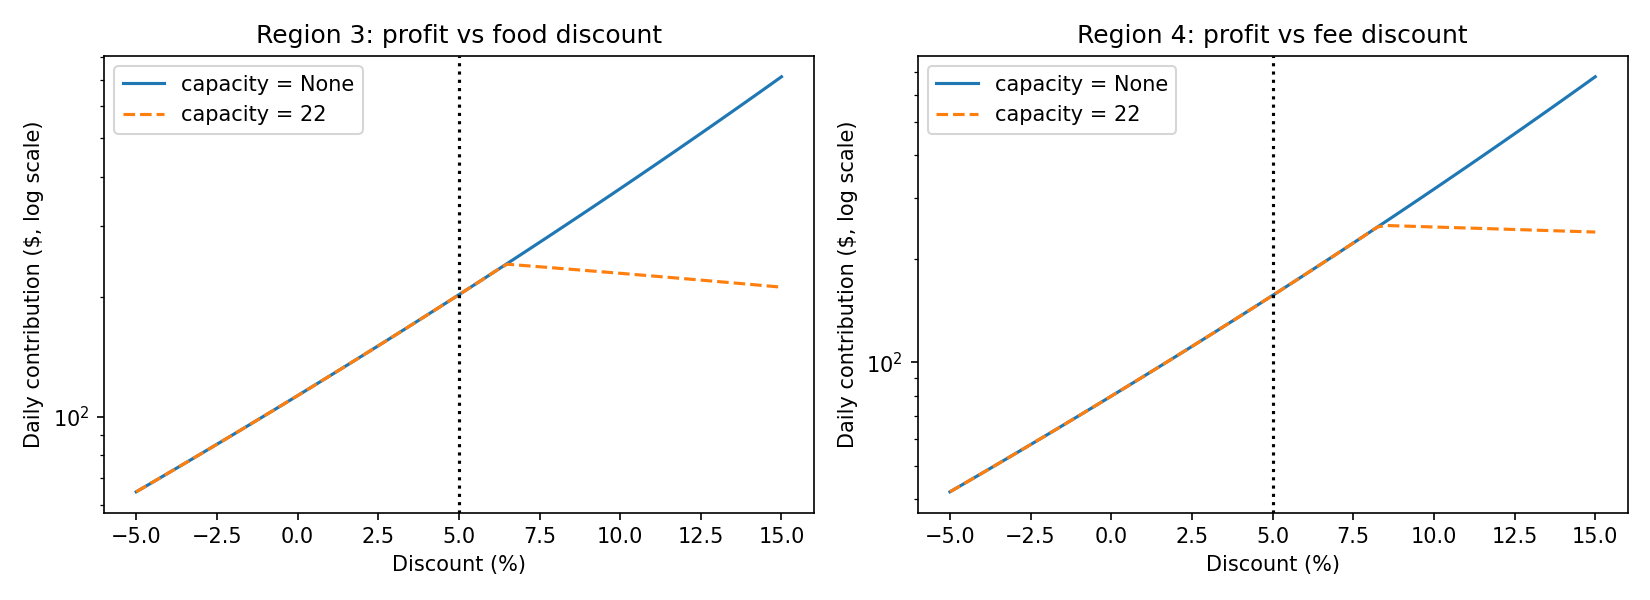 Region 3: profit vs food discount
capacity = None
capacity = 22
Daily contribution ($, log scale)
10²
−5.0 −2.5 0.0 2.5 5.0 7.5 10.0 12.5 15.0
Discount (%)
Region 4: profit vs fee discount
capacity = None
capacity = 22
Daily contribution ($, log scale)
10²
−5.0 −2.5 0.0 2.5 5.0 7.5 10.0 12.5 15.0
Discount (%)